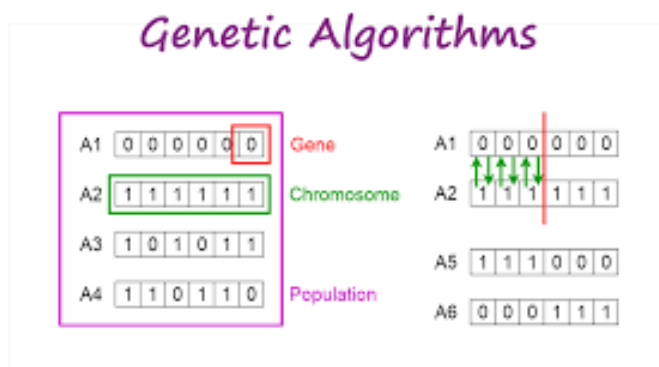 Genetic Algorithms
A1 0 0 0 0 0 0 Gene
A2 1 1 1 1 1 1 Chromosome
A3 1 0 1 0 1 1
A4 1 1 0 1 1 0 Population
A1 0 0 0 0 0 0
A2 1 1 1 1 1 1
A5 1 1 1 0 0 0
A6 0 0 0 1 1 1